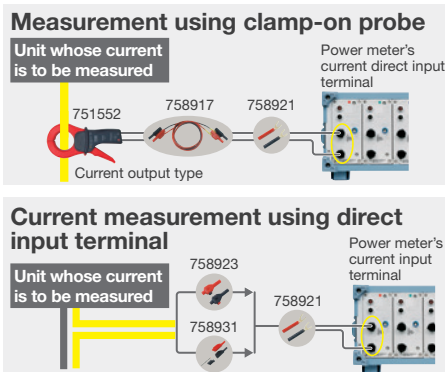 Measurement using clamp-on probe
Unit whose current
is to be measured
Power meter's
current direct input
terminal
751552
758917
758921
Current output type
Current measurement using direct
input terminal
Unit whose current
is to be measured
Power meter's
current input
terminal
758923
758921
758931